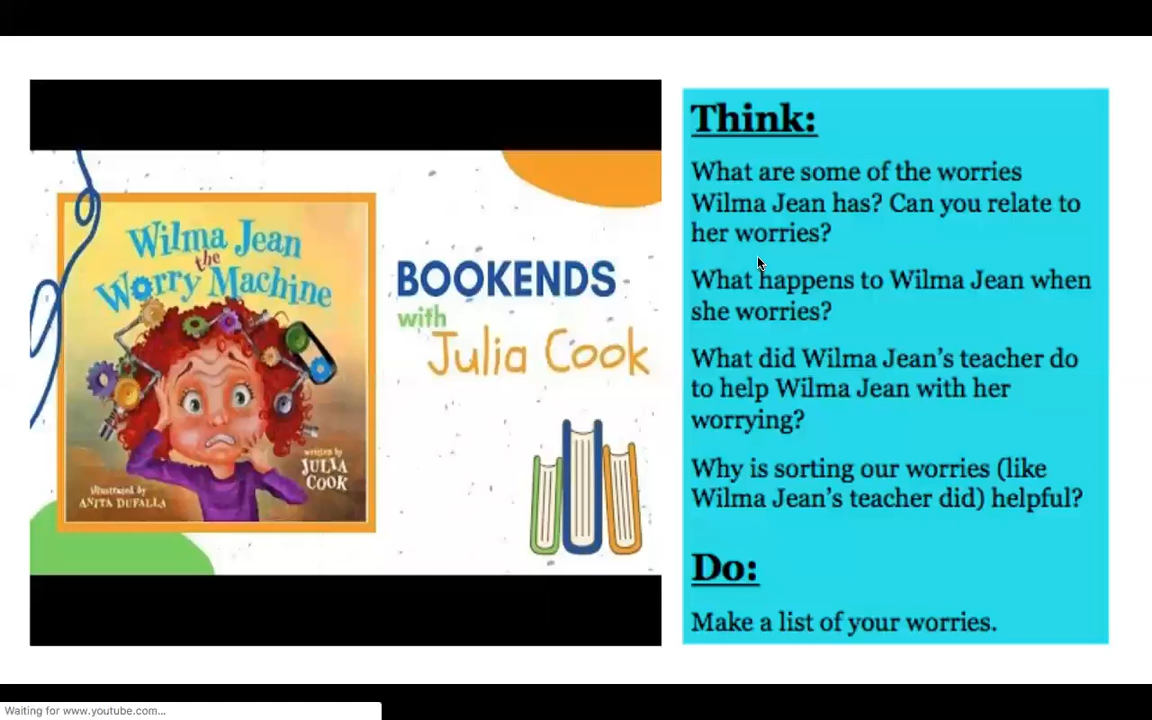 Wilma Jean
the
Worry Machine
written by
JULIA
COOK
illustrated by
ANITA DUFALLA
BOOKENDS
with
Julia Cook
Think:
What are some of the worries
Wilma Jean has? Can you relate to
her worries?
What happens to Wilma Jean when
she worries?
What did Wilma Jean’s teacher do
to help Wilma Jean with her
worrying?
Why is sorting our worries (like
Wilma Jean’s teacher did) helpful?
Do:
Make a list of your worries.
Waiting for www.youtube.com...